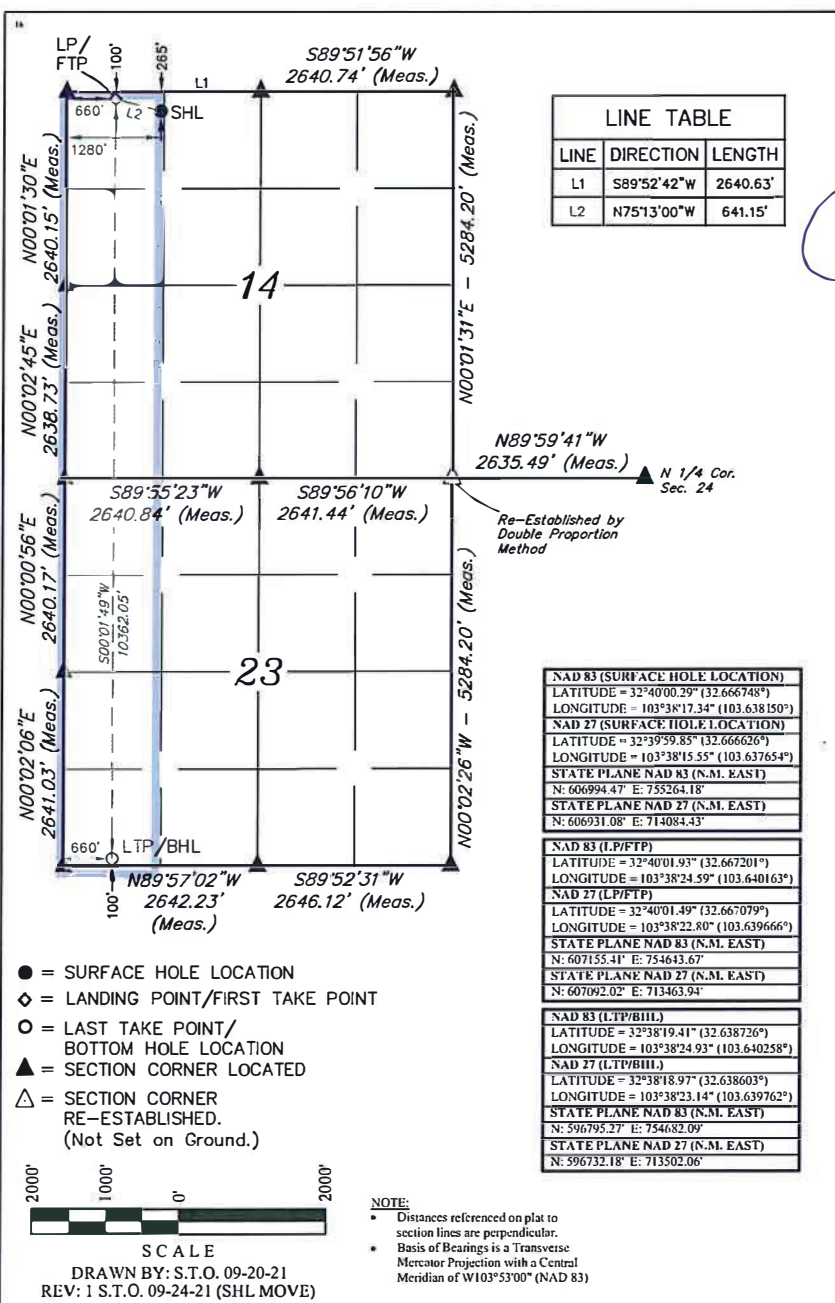 16
LP/
FTP
100'
265'
L1
S89°51'56"W
2640.74' (Meas.)
660'
L2
SHL
1280'
N00°01'30"E
2640.15' (Meas.)
14
N00°01'31"E - 5284.20' (Meas.)
N00°02'45"E
2638.73' (Meas.)
N89°59'41"W
2635.49' (Meas.)
N 1/4 Cor.
Sec. 24
S89°55'23"W
2640.84' (Meas.)
S89°56'10"W
2641.44' (Meas.)
Re-Established by
Double Proportion
Method
N00°00'56"E
2640.17' (Meas.)
S00°01'49"W
10362.05'
23
N00°02'26"W - 5284.20' (Meas.)
N00°02'06"E
2641.03' (Meas.)
660'
LTP/BHL
100'
N89°57'02"W
2642.23'
(Meas.)
S89°52'31"W
2646.12' (Meas.)
LINE TABLE
LINE DIRECTION LENGTH
L1 S89°52'42"W 2640.63'
L2 N75°13'00"W 641.15'
NAD 83 (SURFACE HOLE LOCATION)
LATITUDE = 32°40'00.29" (32.666748°)
LONGITUDE = 103°38'17.34" (103.638150°)
NAD 27 (SURFACE HOLE LOCATION)
LATITUDE = 32°39'59.85" (32.666626°)
LONGITUDE = 103°38'15.55" (103.637654°)
STATE PLANE NAD 83 (N.M. EAST)
N: 606994.47' E: 755264.18'
STATE PLANE NAD 27 (N.M. EAST)
N: 606931.08' E: 714084.43'
NAD 83 (LP/FTP)
LATITUDE = 32°40'01.93" (32.667201°)
LONGITUDE = 103°38'24.59" (103.640163°)
NAD 27 (LP/FTP)
LATITUDE = 32°40'01.49" (32.667079°)
LONGITUDE = 103°38'22.80" (103.639666°)
STATE PLANE NAD 83 (N.M. EAST)
N: 607155.41' E: 754643.67'
STATE PLANE NAD 27 (N.M. EAST)
N: 607092.02' E: 713463.94'
NAD 83 (LTP/BHL)
LATITUDE = 32°38'19.41" (32.638726°)
LONGITUDE = 103°38'24.93" (103.640258°)
NAD 27 (LTP/BHL)
LATITUDE = 32°38'18.97" (32.638603°)
LONGITUDE = 103°38'23.14" (103.639762°)
STATE PLANE NAD 83 (N.M. EAST)
N: 596795.27' E: 754682.09'
STATE PLANE NAD 27 (N.M. EAST)
N: 596732.18' E: 713502.06'
● = SURFACE HOLE LOCATION
◇ = LANDING POINT/FIRST TAKE POINT
○ = LAST TAKE POINT/
BOTTOM HOLE LOCATION
▲ = SECTION CORNER LOCATED
△ = SECTION CORNER
RE-ESTABLISHED.
(Not Set on Ground.)
2000' 1000' 0' 2000'
SCALE
DRAWN BY: S.T.O. 09-20-21
REV: 1 S.T.O. 09-24-21 (SHL MOVE)
NOTE:
• Distances referenced on plat to
section lines are perpendicular.
• Basis of Bearings is a Transverse
Mercator Projection with a Central
Meridian of W103°53'00" (NAD 83)